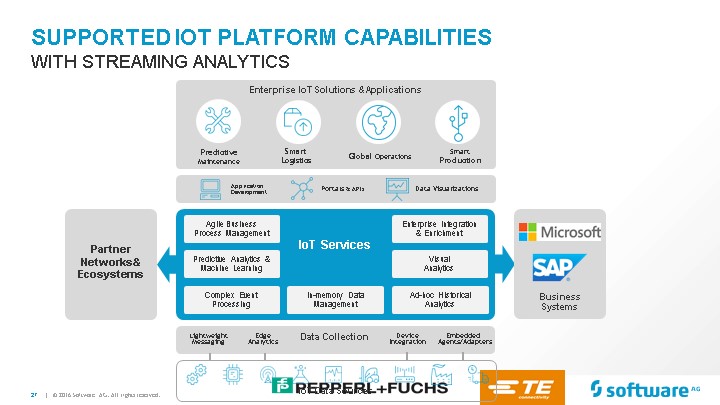 SUPPORTED IOT PLATFORM CAPABILITIES
WITH STREAMING ANALYTICS
Enterprise IoT Solutions & Applications
Predictive
Maintenance
Smart
Logistics
Global Operations
Smart
Production
Application
Development
Portals & APIs
Data Visualizations
Partner
Networks &
Ecosystems
Agile Business
Process Management
IoT Services
Enterprise Integration
& Enrichment
Predictive Analytics &
Machine Learning
Visual
Analytics
Complex Event
Processing
In-memory Data
Management
Ad-hoc Historical
Analytics
Microsoft
SAP
Business
Systems
Lightweight
Messaging
Edge
Analytics
Data Collection
Device
Integration
Embedded
Agents/Adapters
PEPPERL+FUCHS
IoT Data Sources
TE
connectivity
27 | © 2016 Software AG. All rights reserved.
software AG